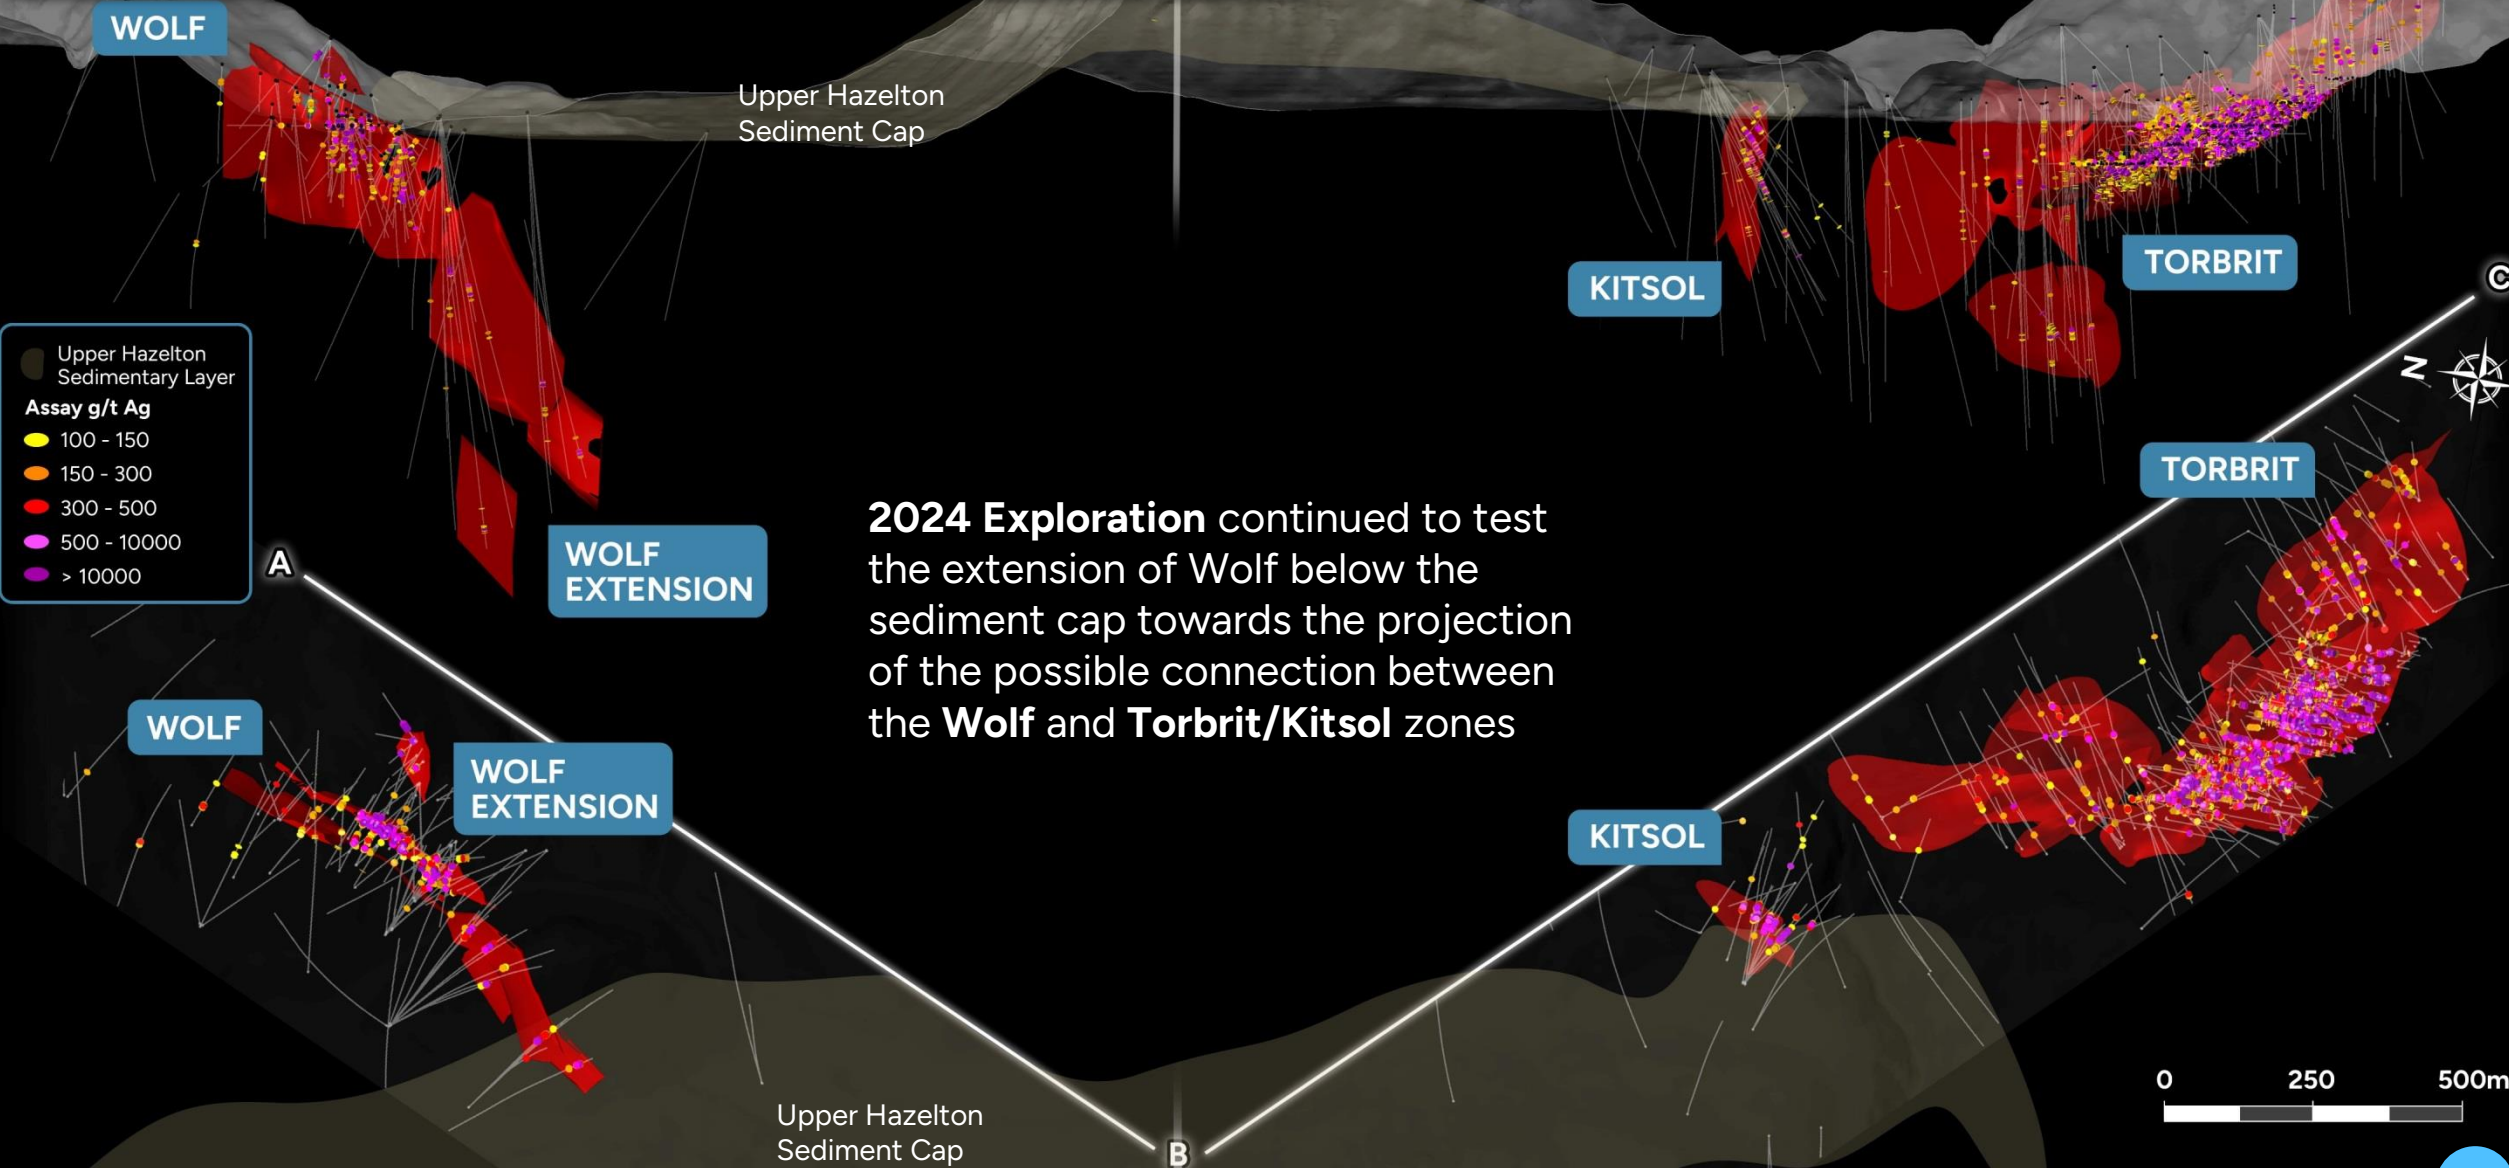 WOLF
Upper Hazelton
Sediment Cap
KITSOL
TORBRIT
C
N
Upper Hazelton
Sedimentary Layer
Assay g/t Ag
100 - 150
150 - 300
300 - 500
500 - 10000
> 10000
WOLF
EXTENSION
A
2024 Exploration continued to test
the extension of Wolf below the
sediment cap towards the projection
of the possible connection between
the Wolf and Torbrit/Kitsol zones
TORBRIT
WOLF
WOLF
EXTENSION
KITSOL
Upper Hazelton
Sediment Cap
B
0 250 500m